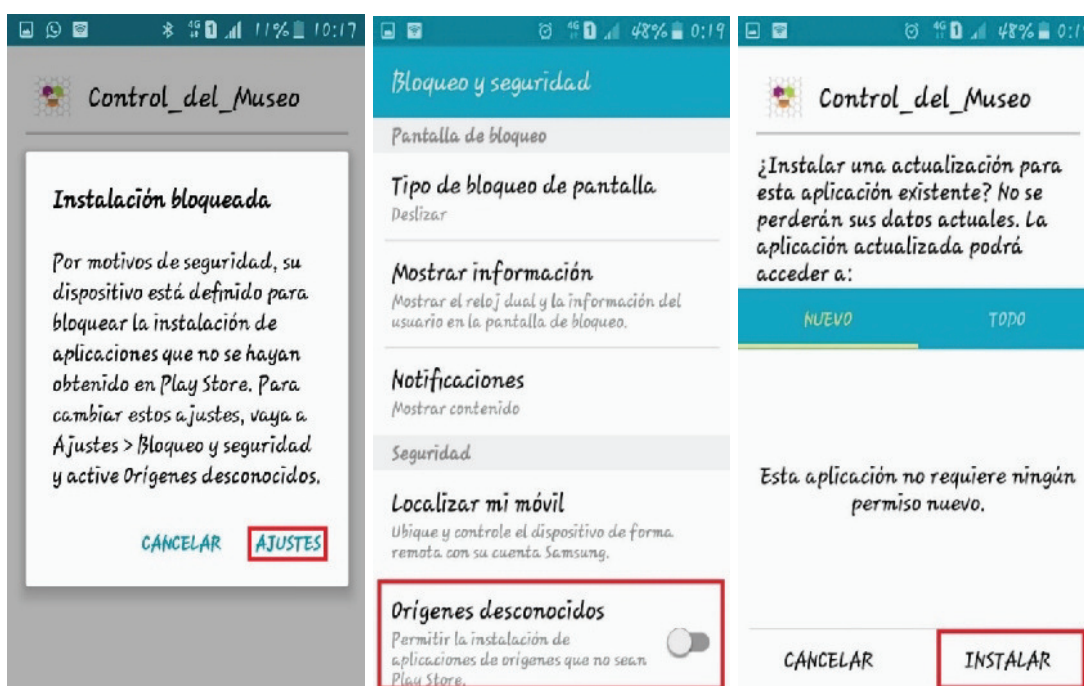 4G 1 11% 10:17
Control_del_Museo
Instalación bloqueada
Por motivos de seguridad, su
dispositivo está definido para
bloquear la instalación de
aplicaciones que no se hayan
obtenido en Play Store. Para
cambiar estos ajustes, vaya a
Ajustes > Bloqueo y seguridad
y active Orígenes desconocidos.
CANCELAR AJUSTES
4G 1 48% 0:19
Bloqueo y seguridad
Pantalla de bloqueo
Tipo de bloqueo de pantalla
Deslizar
Mostrar información
Mostrar el reloj dual y la información del
usuario en la pantalla de bloqueo.
Notificaciones
Mostrar contenido
Seguridad
Localizar mi móvil
Ubique y controle el dispositivo de forma
remota con su cuenta Samsung.
Orígenes desconocidos
Permitir la instalación de
aplicaciones de orígenes que no sean
Play Store.
4G 1 48%
Control_del_Museo
¿Instalar una actualización para
esta aplicación existente? No se
perderán sus datos actuales. La
aplicación actualizada podrá
acceder a:
NUEVO TODO
Esta aplicación no requiere ningún
permiso nuevo.
CANCELAR INSTALAR